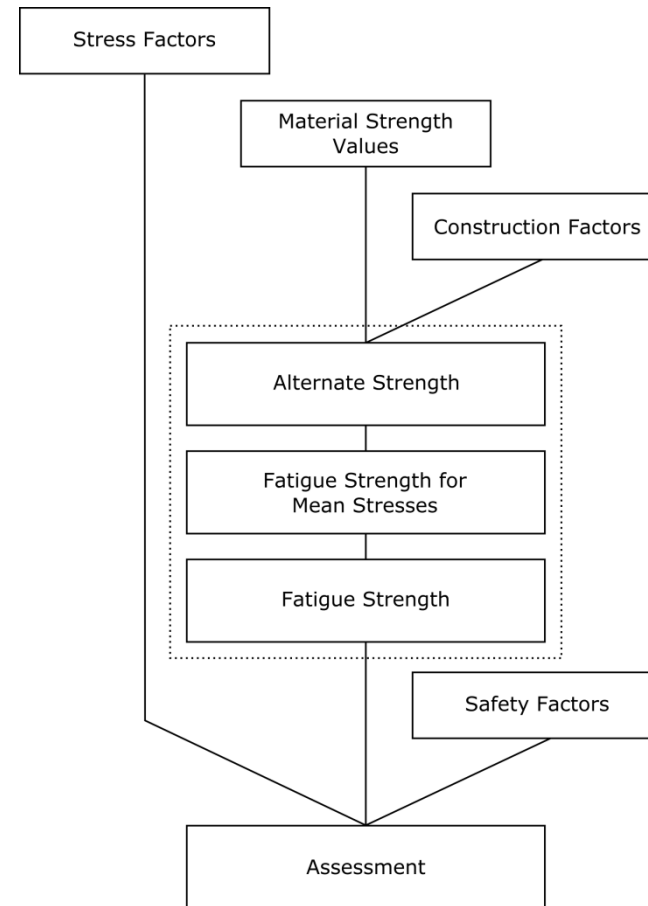 Stress Factors
Material Strength
Values
Construction Factors
Alternate Strength
Fatigue Strength for
Mean Stresses
Fatigue Strength
Safety Factors
Assessment